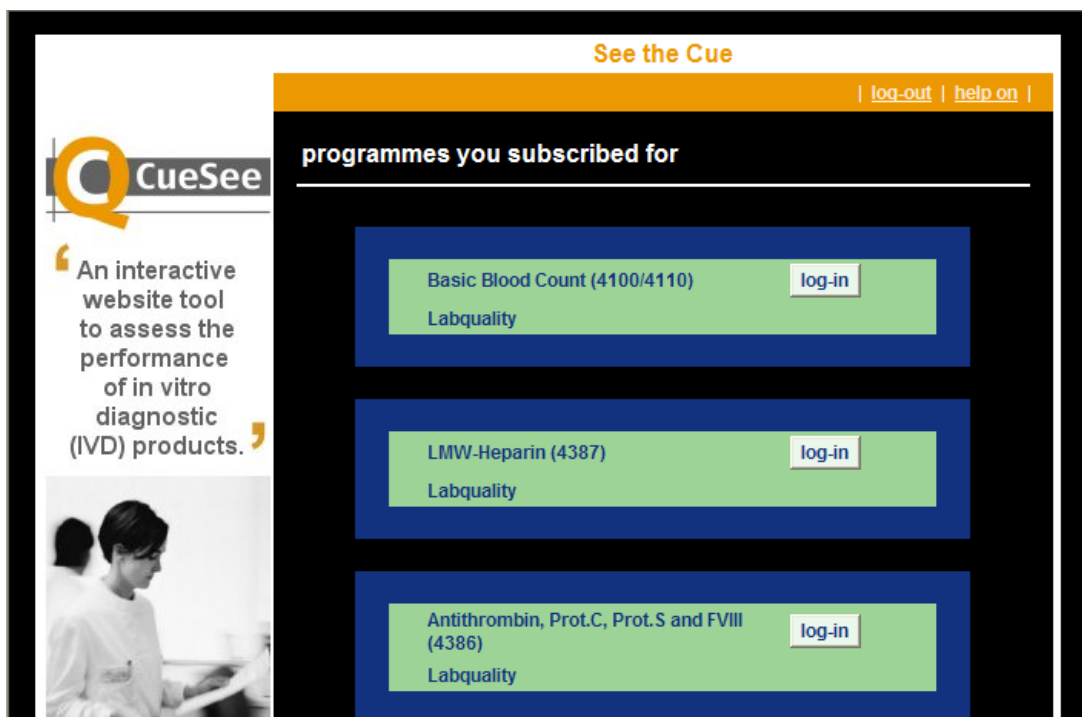 See the Cue
| log-out | help on |
CueSee
‘ An interactive
website tool
to assess the
performance
of in vitro
diagnostic
(IVD) products. ’
programmes you subscribed for
Basic Blood Count (4100/4110)
log-in
Labquality
LMW-Heparin (4387)
log-in
Labquality
Antithrombin, Prot.C, Prot.S and FVIII
(4386)
log-in
Labquality